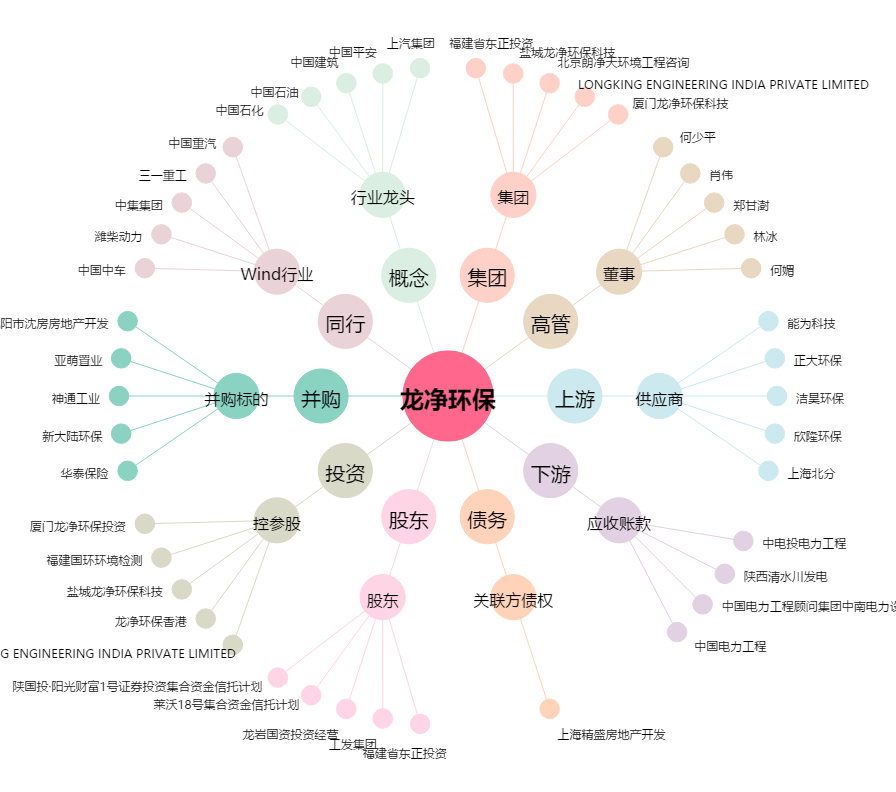 上汽集团
中国平安
中国建筑
中国石油
中国石化
行业龙头
概念
福建省东正投资
盐城龙净环保科技
北京朗净天环境工程咨询
LONGKING ENGINEERING INDIA PRIVATE LIMITED
厦门龙净环保科技
集团
集团
中国重汽
三一重工
中集集团
潍柴动力
中国中车
Wind行业
同行
何少平
肖伟
郑甘澍
林冰
何媚
董事
高管
阳市沈房房地产开发
亚萌置业
神通工业
新大陆环保
华泰保险
并购标的
并购
龙净环保
上游
供应商
能为科技
正大环保
洁昊环保
欣隆环保
上海北分
投资
控参股
厦门龙净环保投资
福建国环环境检测
盐城龙净环保科技
龙净环保香港
G ENGINEERING INDIA PRIVATE LIMITED
下游
应收账款
中电投电力工程
陕西清水川发电
中国电力工程顾问集团中南电力设
中国电力工程
股东
股东
陕国投·阳光财富1号证券投资集合资金信托计划
莱沃18号集合资金信托计划
龙岩国资投资经营
工发集团
福建省东正投资
债务
关联方债权
上海精盛房地产开发